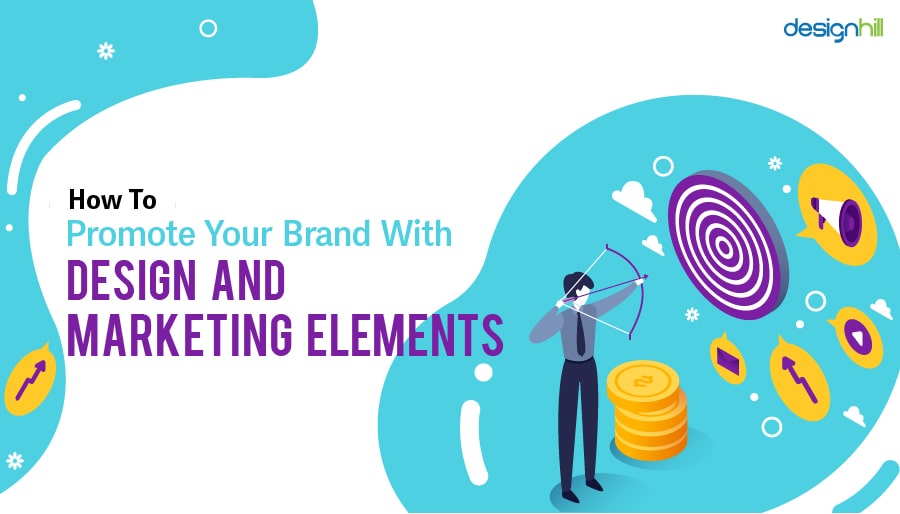 designhill
How To
Promote Your Brand With
DESIGN AND
MARKETING ELEMENTS